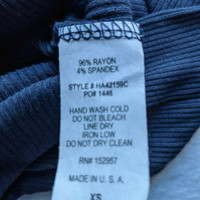 96% RAYON
4% SPANDEX
STYLE # HA42159C
PO# 1446
HAND WASH COLD
DO NOT BLEACH
LINE DRY
IRON LOW
DO NOT DRY CLEAN
RN# 152957
MADE IN U.S.A.
XS